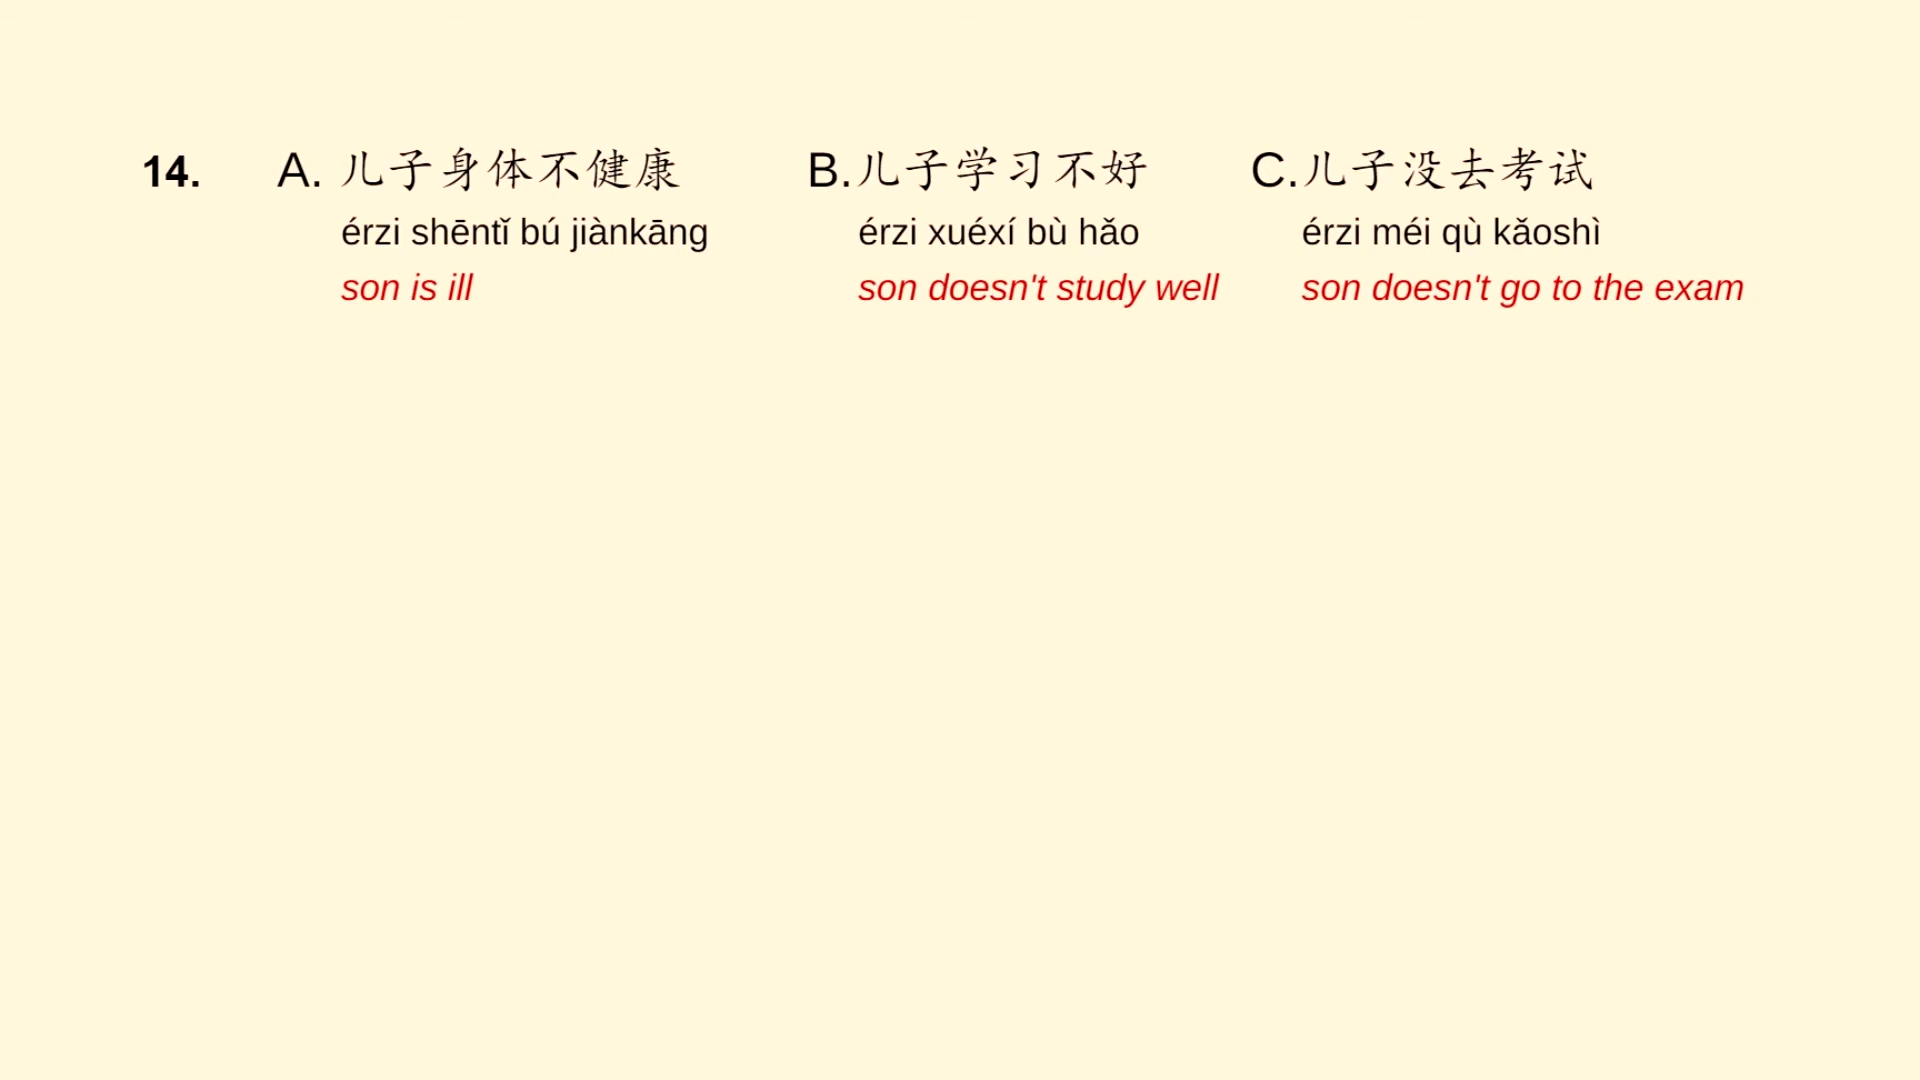 14. A. 儿子身体不健康 B. 儿子学习不好 C. 儿子没去考试
érzi shēntǐ bú jiànkāng érzi xuéxí bù hǎo érzi méi qù kǎoshì
son is ill son doesn't study well son doesn't go to the exam